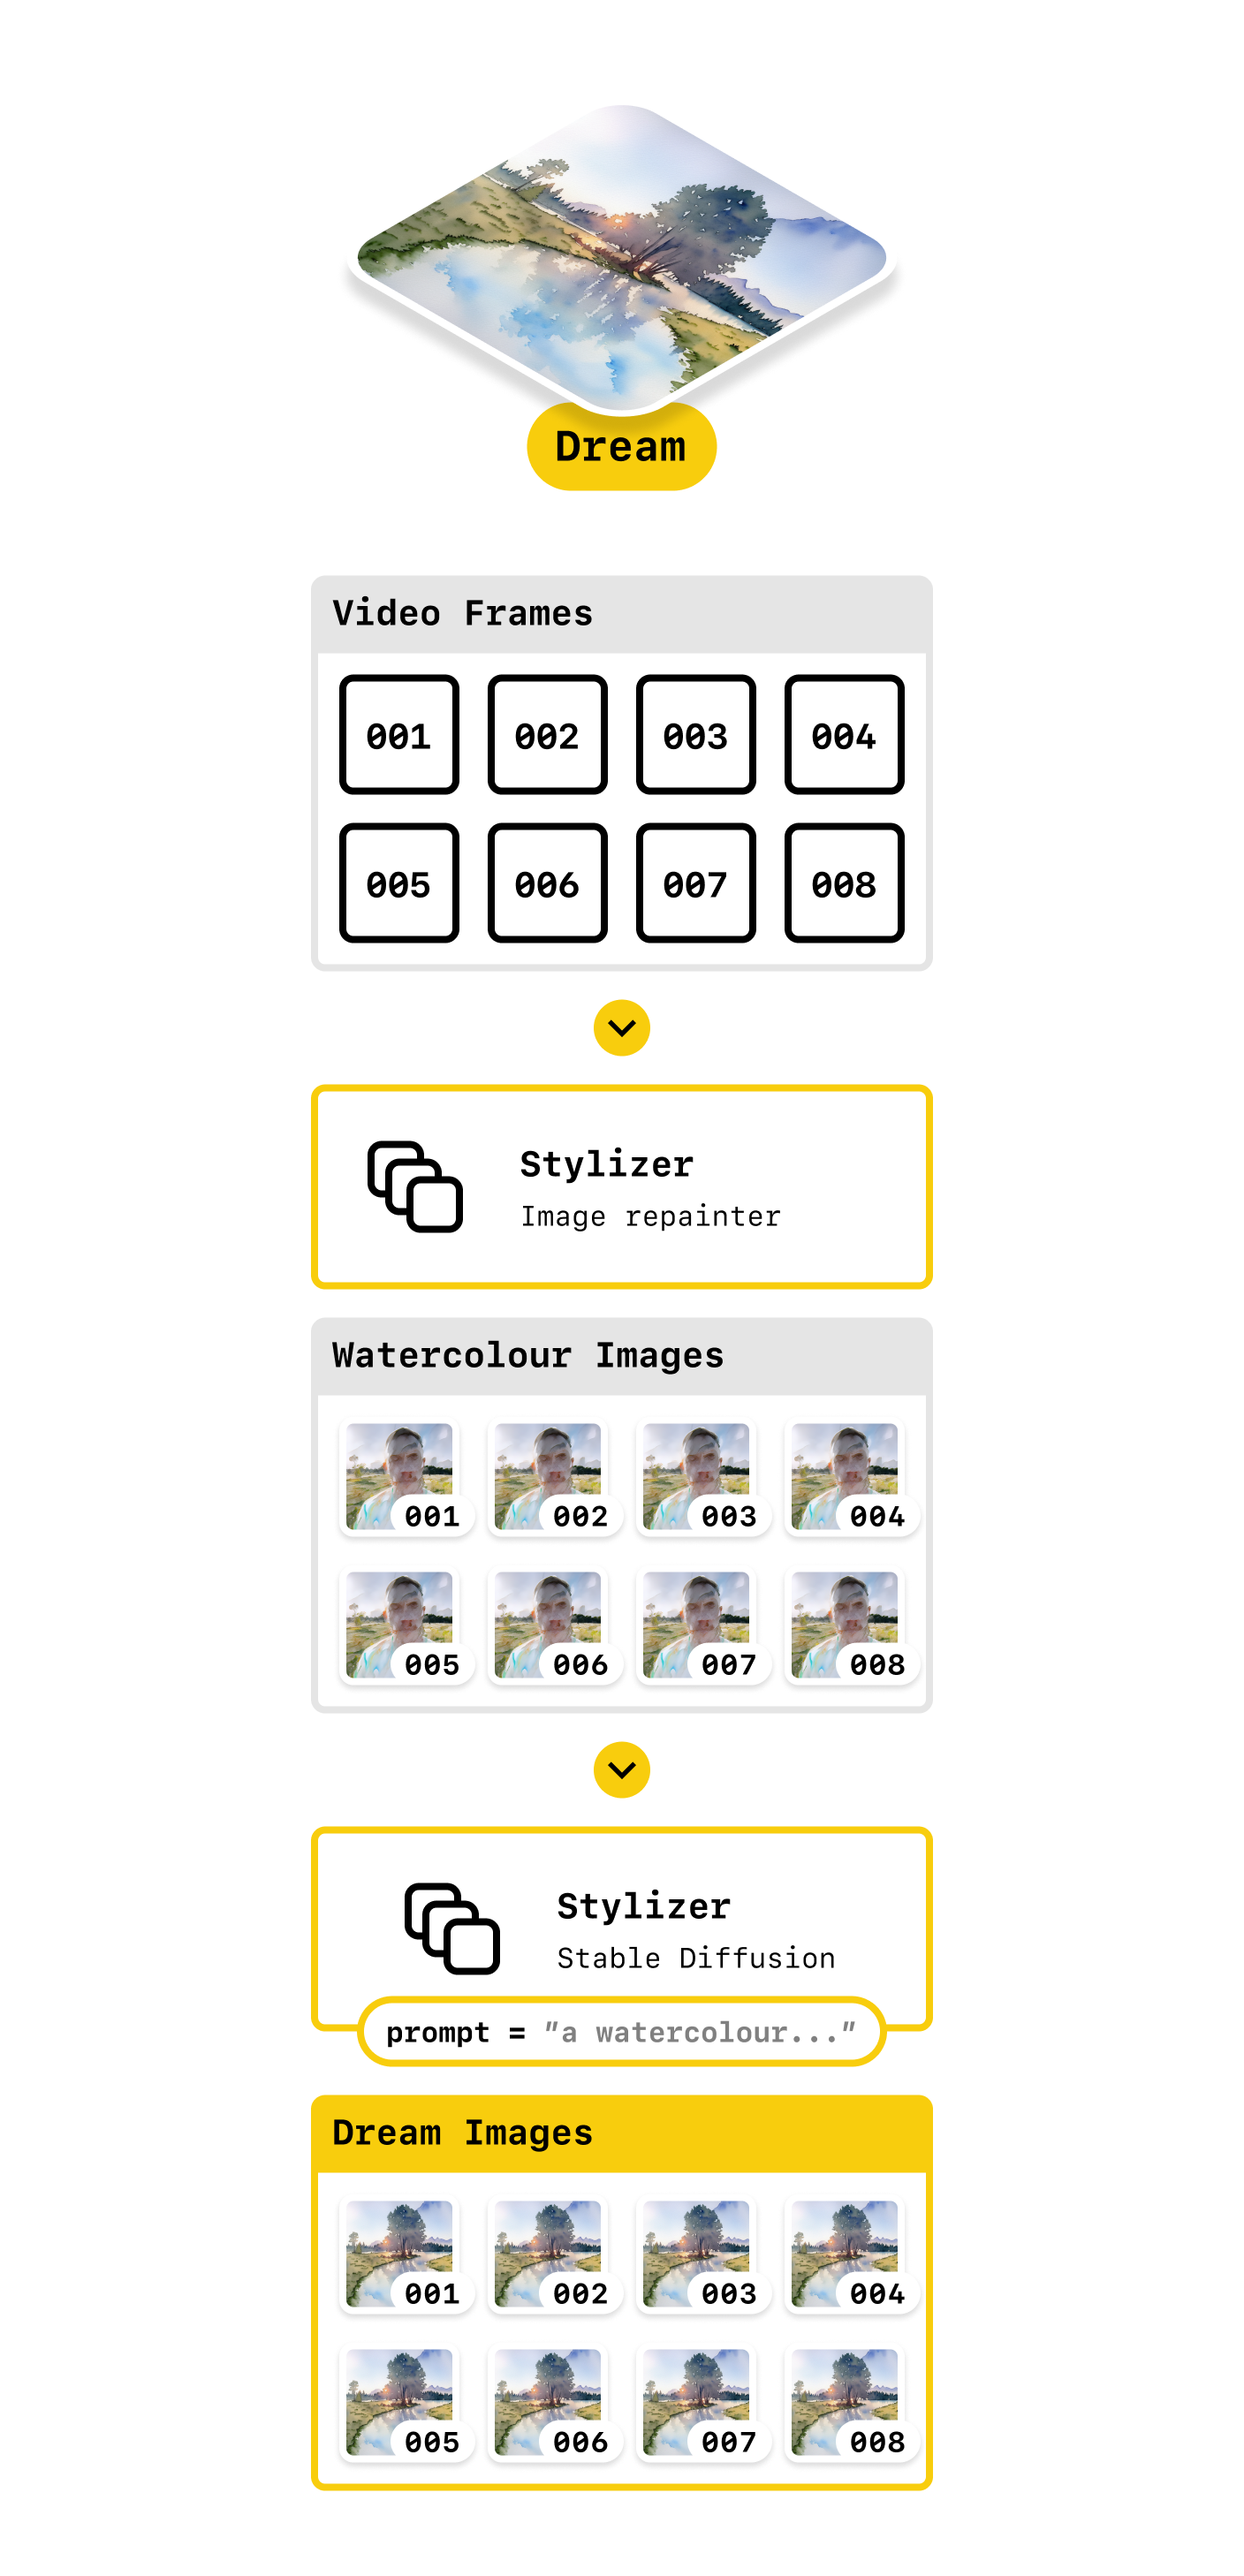 Dream
Video Frames
001 002 003 004
005 006 007 008
Stylizer
Image repainter
Watercolour Images
001 002 003 004
005 006 007 008
Stylizer
Stable Diffusion
prompt = "a watercolour..."
Dream Images
001 002 003 004
005 006 007 008